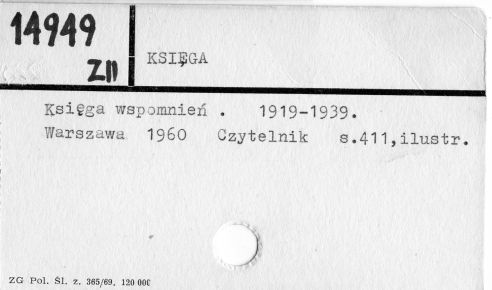 14949
ZII
KSIĘGA
Księga wspomnień . 1919-1939.
Warszawa 1960 Czytelnik s.411,ilustr.
ZG Pol. Śl. z. 365/69, 120 000